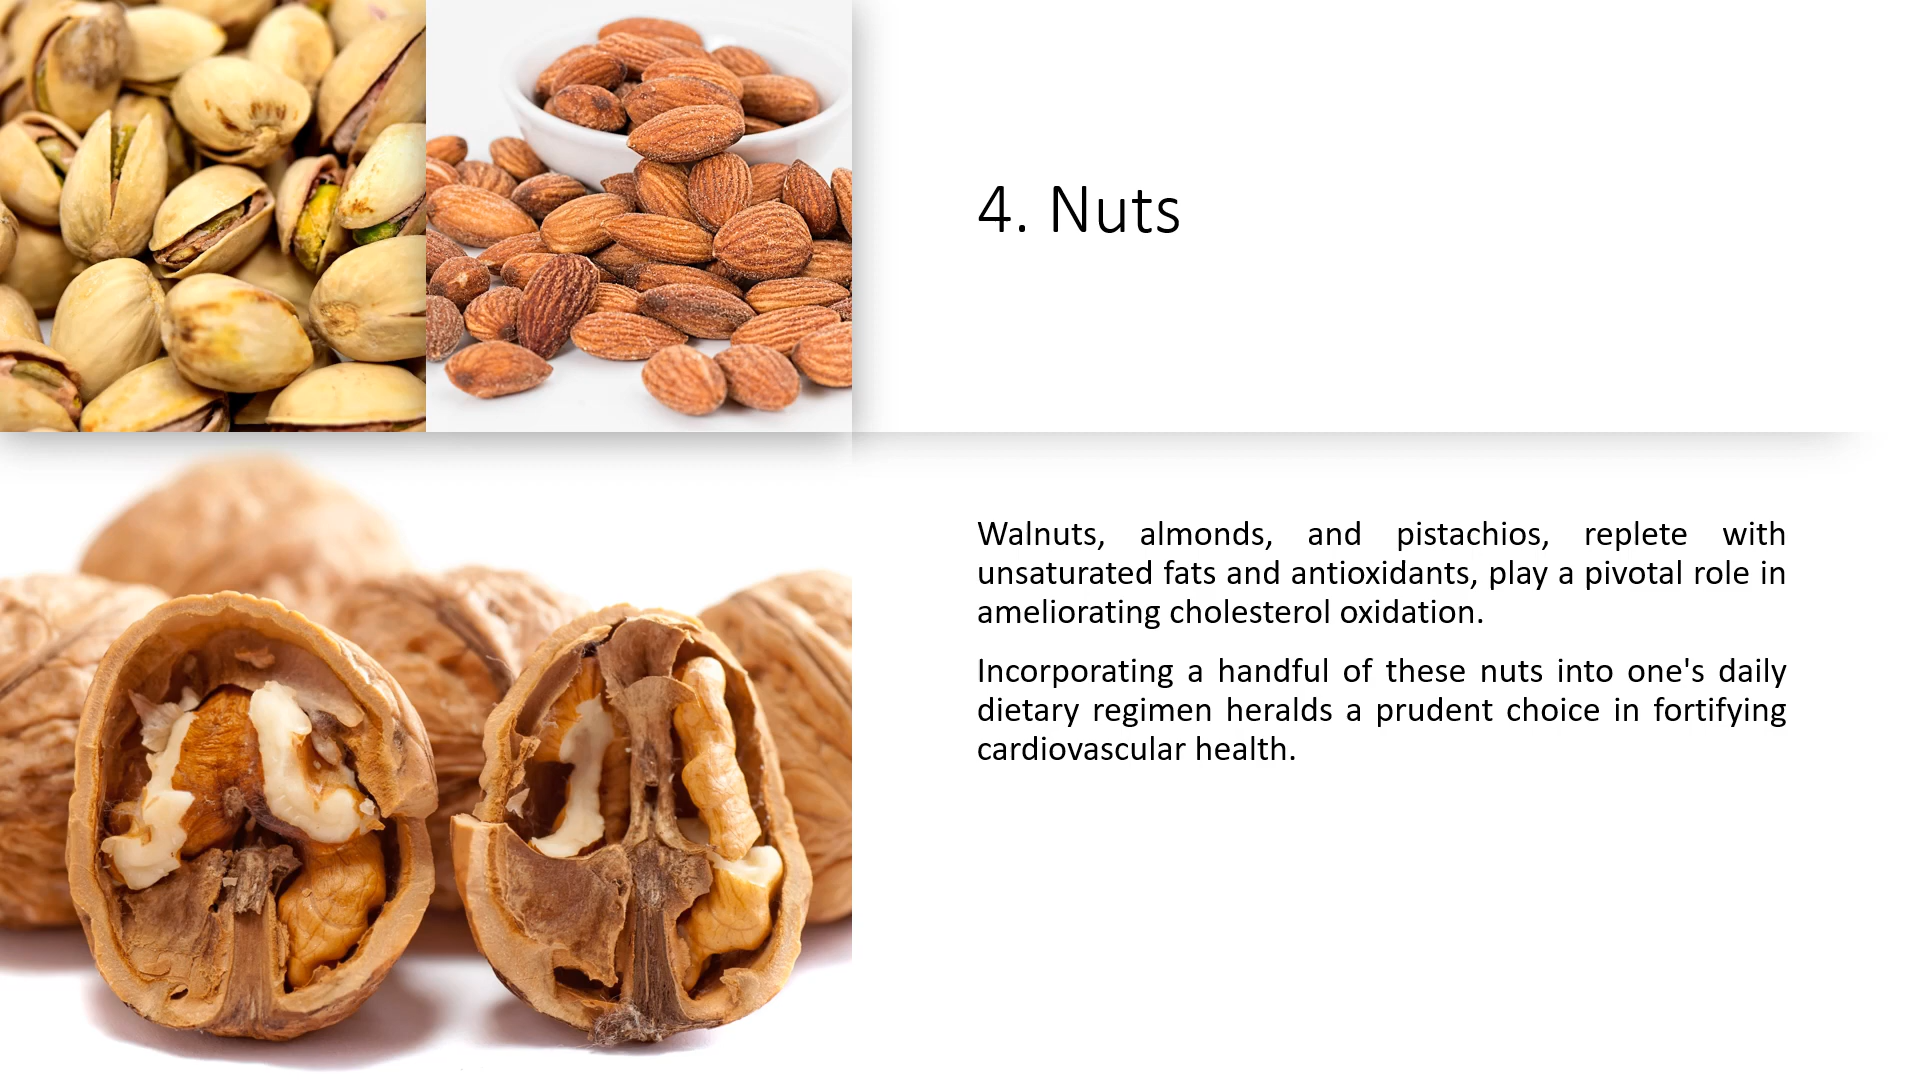 4. Nuts
Walnuts, almonds, and pistachios, replete with
unsaturated fats and antioxidants, play a pivotal role in
ameliorating cholesterol oxidation.
Incorporating a handful of these nuts into one's daily
dietary regimen heralds a prudent choice in fortifying
cardiovascular health.